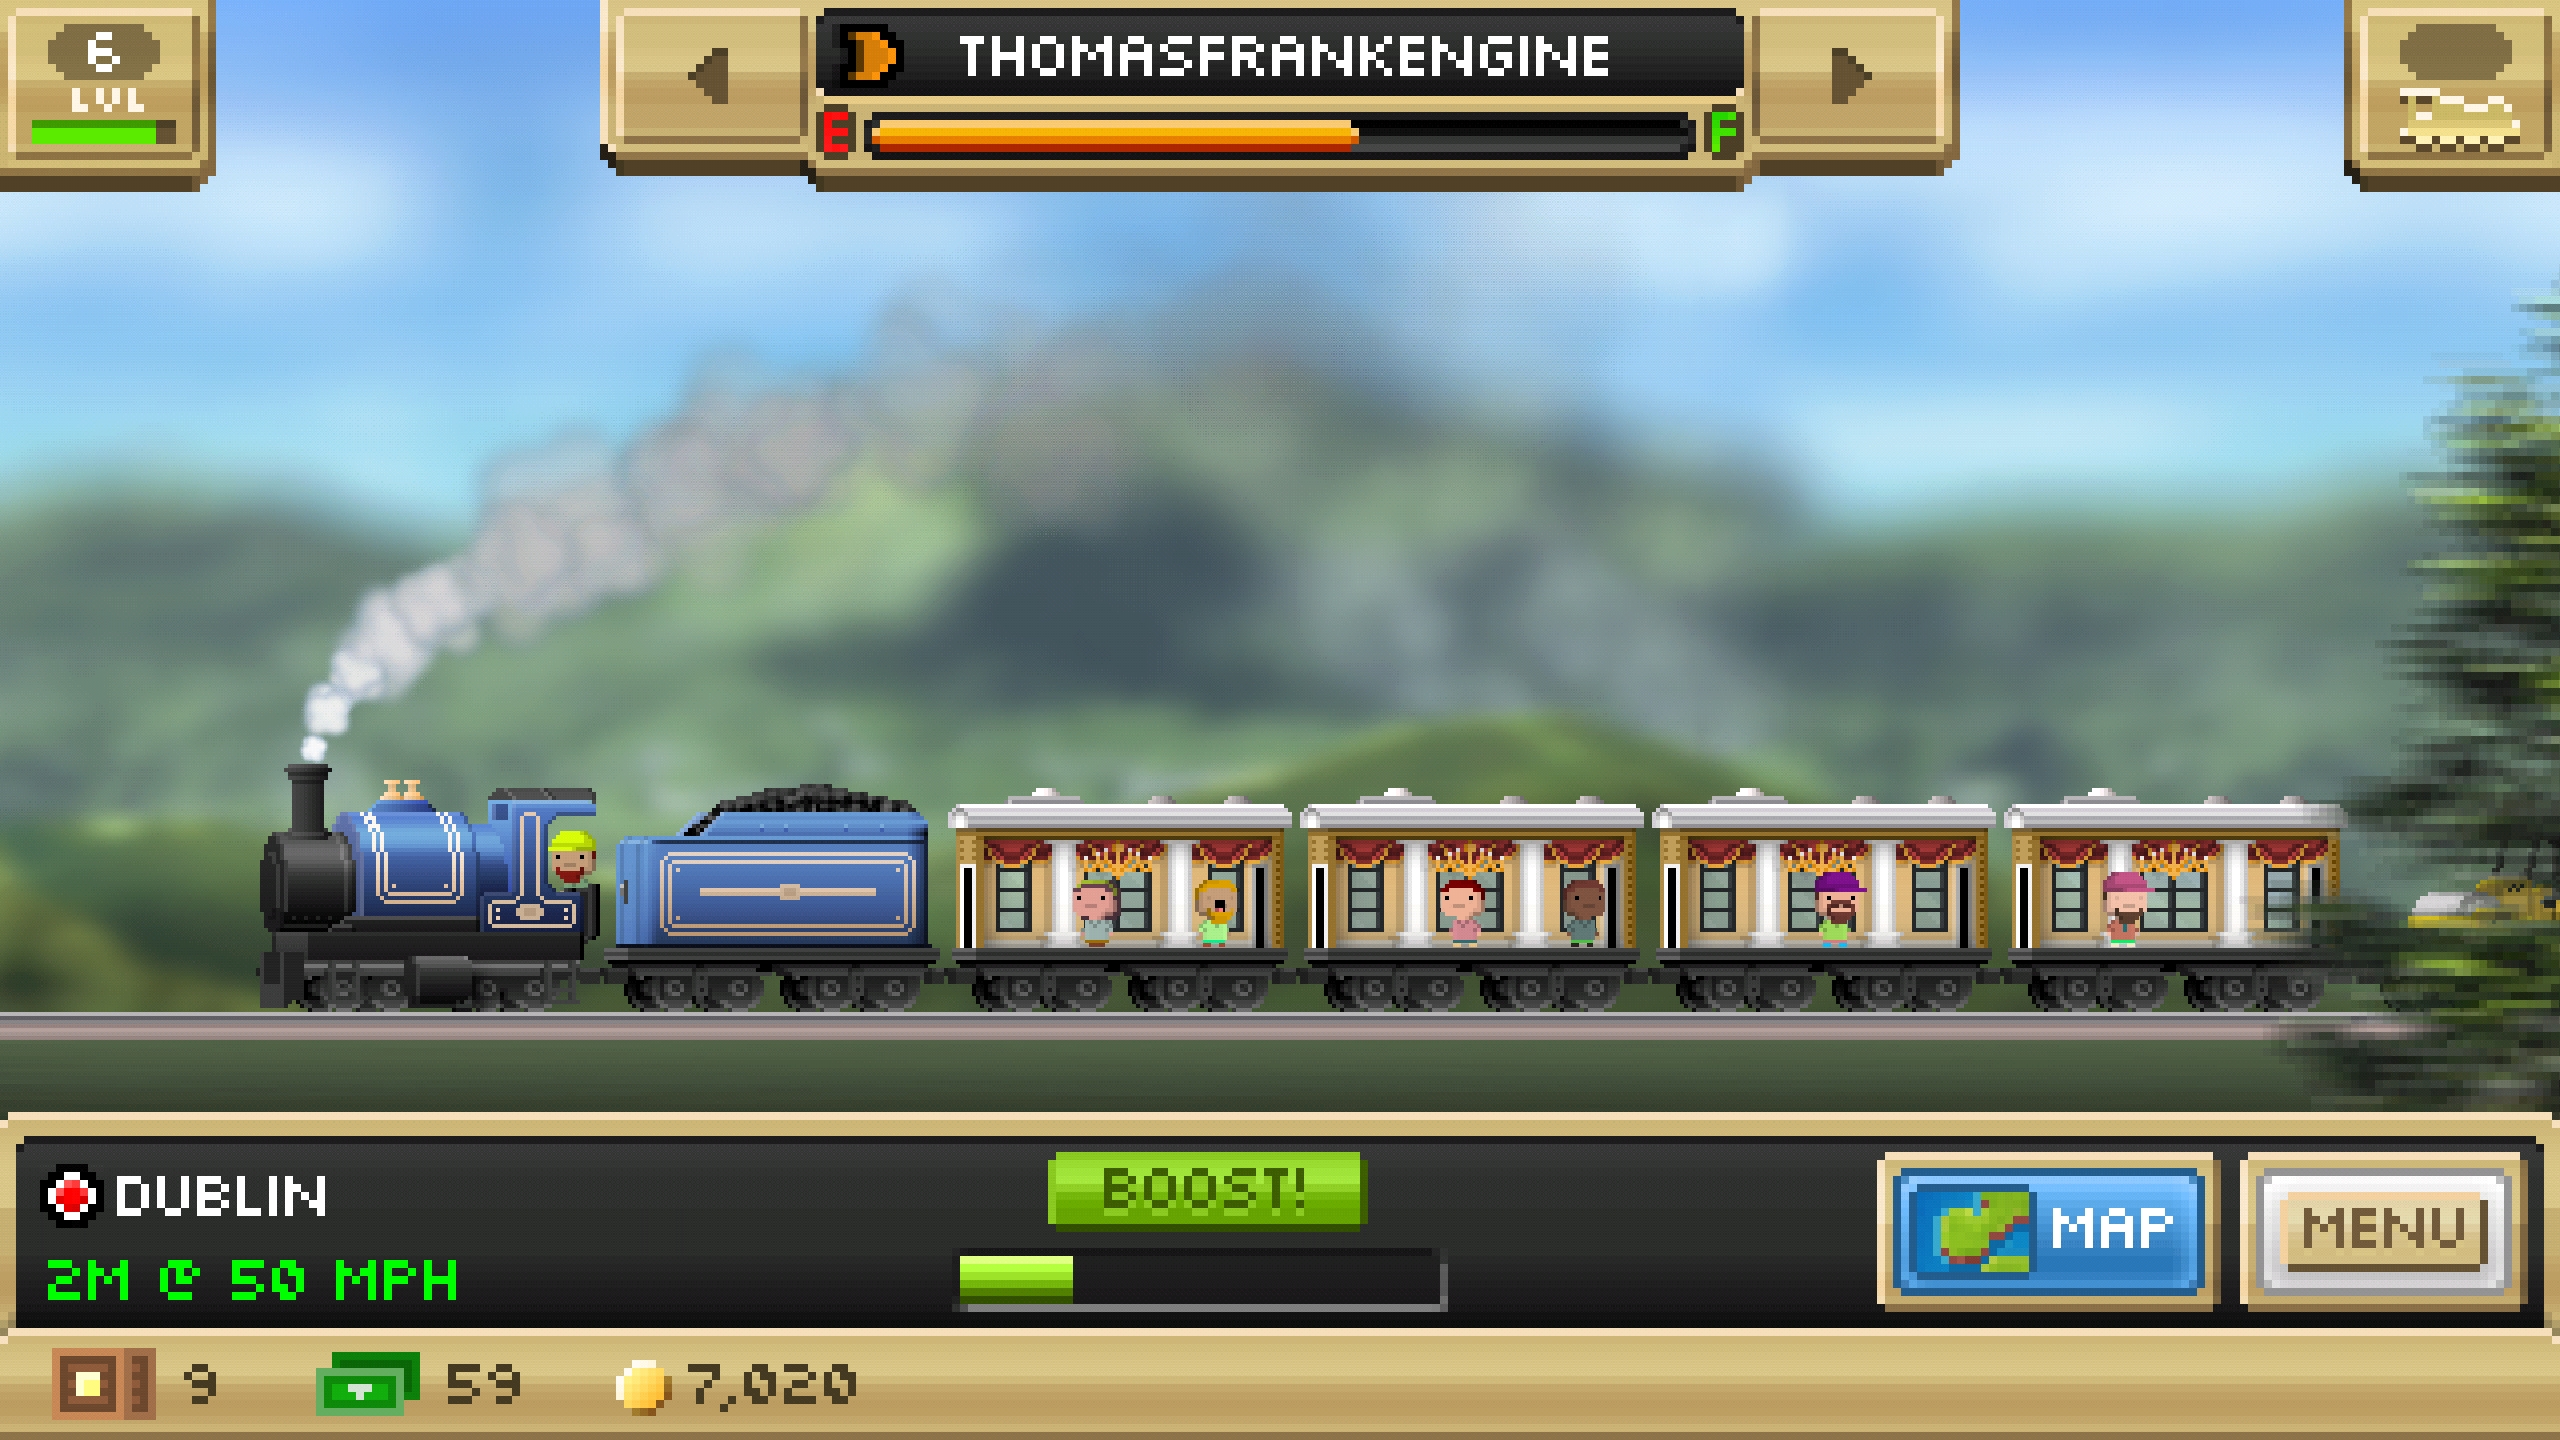 6
LVL
THOMASFRANKENGINE
E
F
DUBLIN
BOOST!
2M @ 50 MPH
MAP
MENU
9
59
7,020